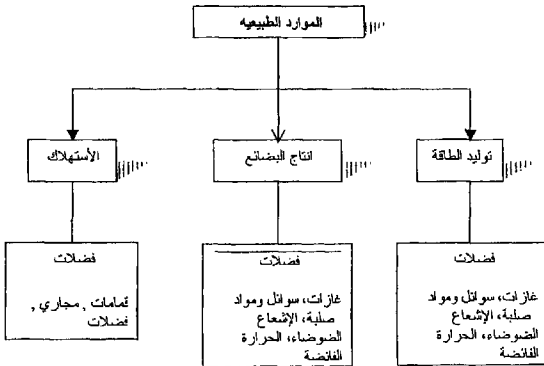 الموارد الطبيعيه
توليد الطاقة
انتاج البضائع
الأستهلاك
فضلات
غازات، سوائل ومواد
صلبة، الإشعاع
الضوضاء، الحرارة
الفائضة
فضلات
غازات، سوائل ومواد
صلبة، الإشعاع
الضوضاء، الحرارة
الفائضة
فضلات
قمامات , مجاري ,
فضلات